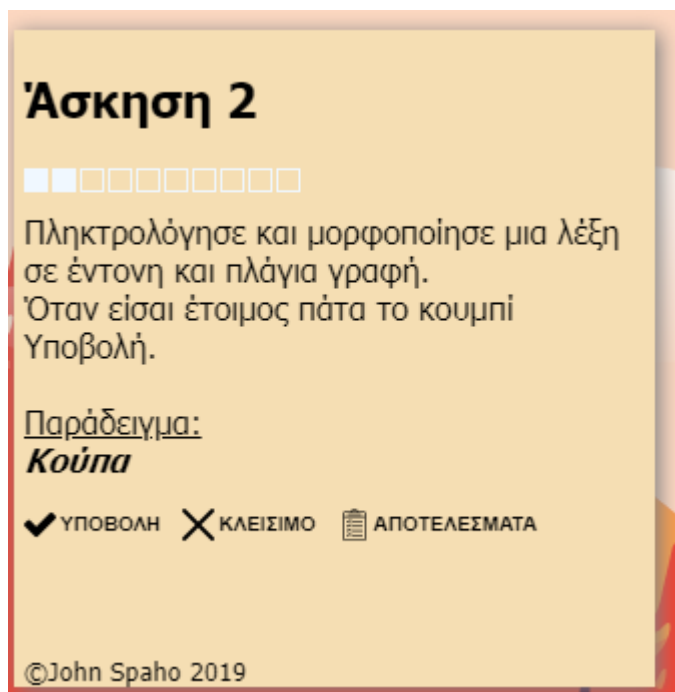 Άσκηση 2
Πληκτρολόγησε και μορφοποίησε μια λέξη
σε έντονη και πλάγια γραφή.
Όταν είσαι έτοιμος πάτα το κουμπί
Υποβολή.
Παράδειγμα:
Κούπα
ΥΠΟΒΟΛΗ ΚΛΕΙΣΙΜΟ ΑΠΟΤΕΛΕΣΜΑΤΑ
©John Spaho 2019